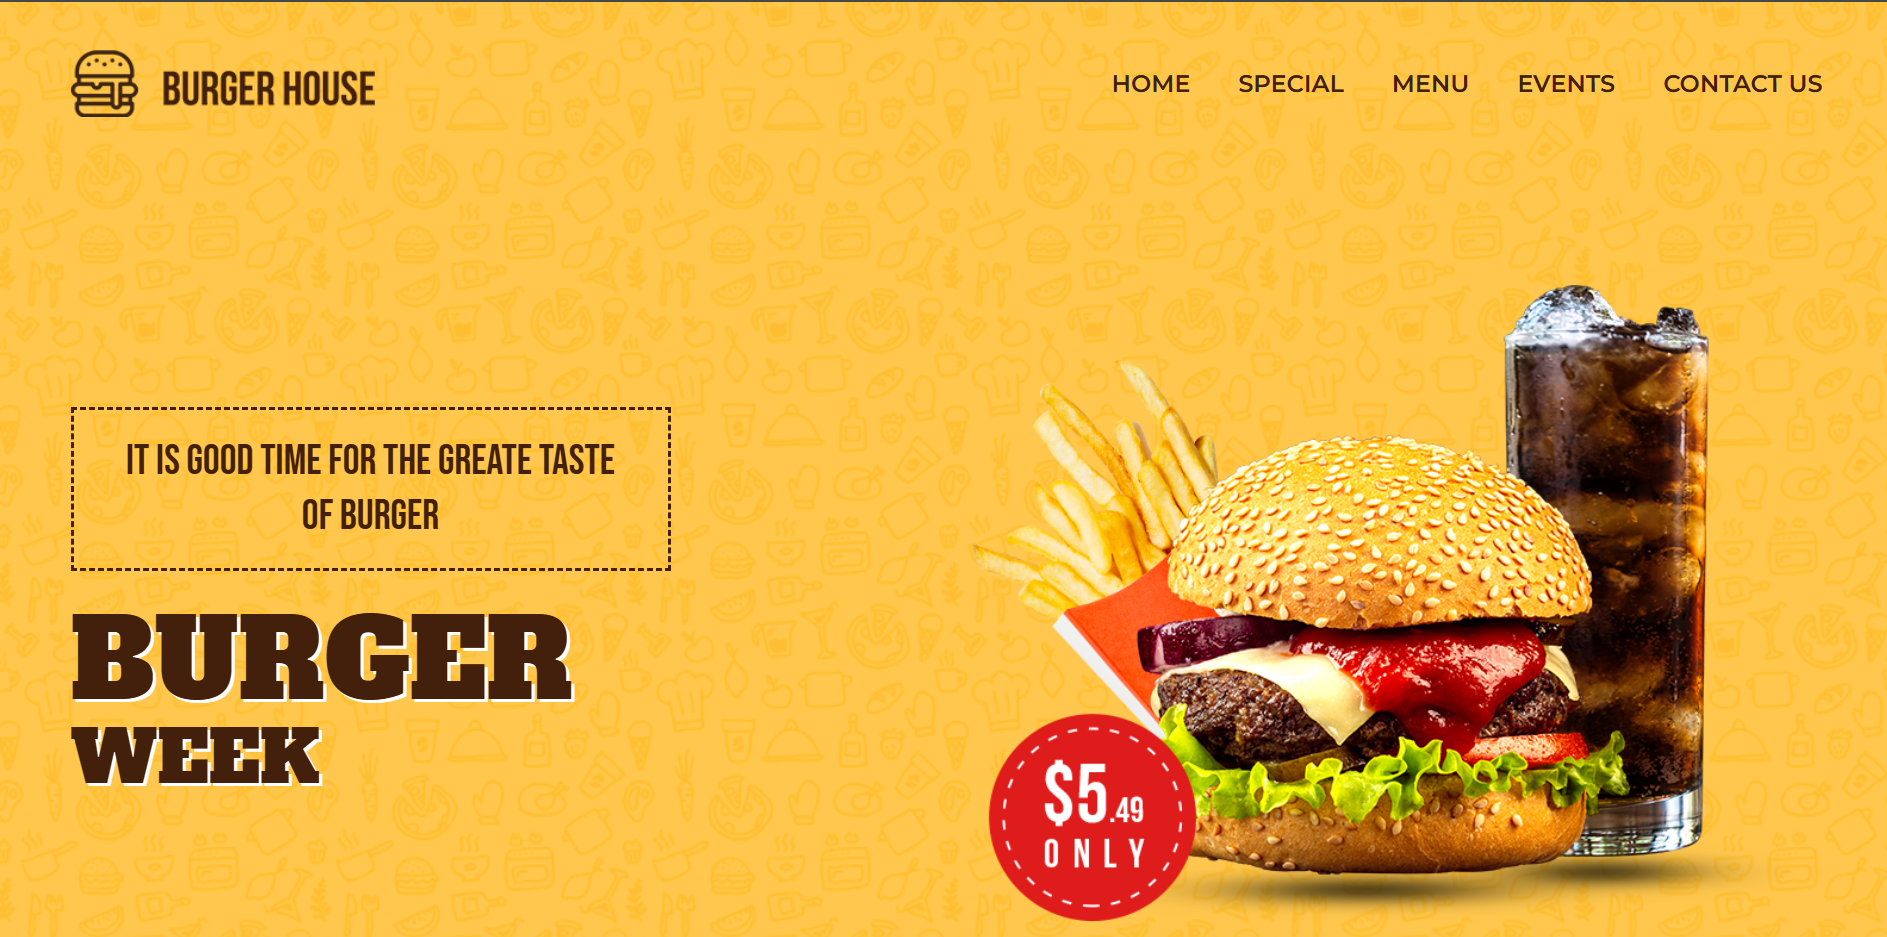 BURGER HOUSE
HOME SPECIAL MENU EVENTS CONTACT US
IT IS GOOD TIME FOR THE GREATE TASTE
OF BURGER
BURGER
WEEK
$5.49
ONLY